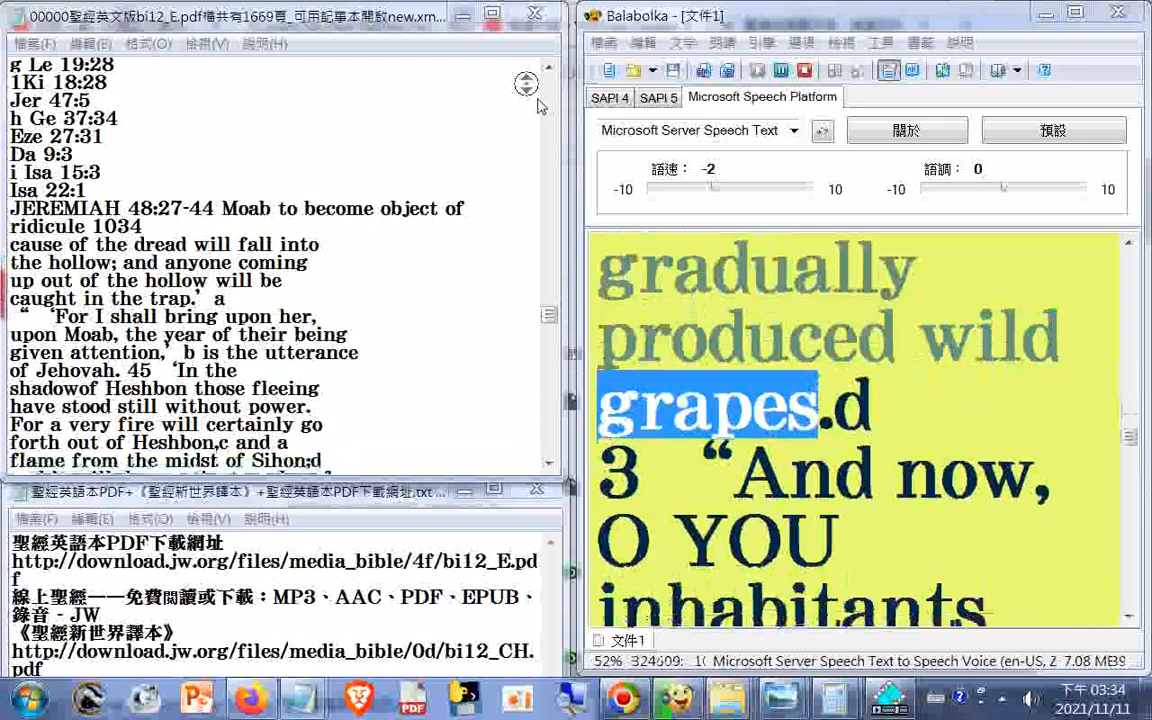 00000聖經英文版bi12_E.pdf檔共有1669頁_可用記事本開啟new.xm...
檔案(F) 編輯(E) 格式(O) 檢視(V) 說明(H)
g Le 19:28
1Ki 18:28
Jer 47:5
h Ge 37:34
Eze 27:31
Da 9:3
i Isa 15:3
Isa 22:1
JEREMIAH 48:27-44 Moab to become object of
ridicule 1034
cause of the dread will fall into
the hollow; and anyone coming
up out of the hollow will be
caught in the trap.’ a
“ ‘For I shall bring upon her,
upon Moab, the year of their being
given attention,’ b is the utterance
of Jehovah. 45 ‘In the
shadowof Heshbon those fleeing
have stood still without power.
For a very fire will certainly go
forth out of Heshbon,c and a
flame from the midst of Sihon;d
聖經英語本PDF+《聖經新世界譯本》+聖經英語本PDF下載網址.txt ...
檔案(F) 編輯(E) 格式(O) 檢視(V) 說明(H)
聖經英語本PDF下載網址
http://download.jw.org/files/media_bible/4f/bi12_E.pd
f
線上聖經——免費閱讀或下載：MP3、AAC、PDF、EPUB、
錄音 - JW
《聖經新世界譯本》
http://download.jw.org/files/media_bible/0d/bi12_CH.
pdf
Balabolka - [文件1]
檔案 編輯 文字 閱讀 引擎 選項 檢視 工具 書籤 說明
SAPI 4 SAPI 5 Microsoft Speech Platform
Microsoft Server Speech Text 關於 預設
語速： -2 語調： 0
-10 10 -10 10
gradually
produced wild
grapes.d
3 “And now,
O YOU
inhabitants
文件1
52% 324609: Microsoft Server Speech Text to Speech Voice (en-US, Z 7.08 MB
下午 03:34
2021/11/11